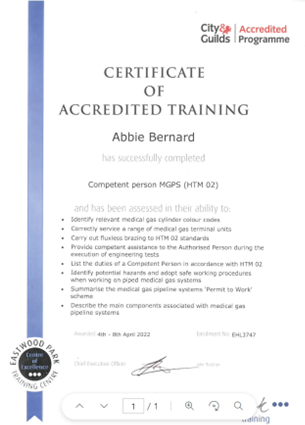 City& Guilds | Accredited Programme
CERTIFICATE
OF
ACCREDITED TRAINING
Abbie Bernard
has successfully completed
Competent person MGPS (HTM 02)
and has been assessed in their ability to:
• Identify relevant medical gas cylinder colour codes
• Correctly service a range of medical gas terminal units
• Carry out fluxless brazing to HTM 02 standards
• Provide competent assistance to the Authorised Person during the
execution of engineering tests
• List the duties of a Competent Person in accordance with HTM 02
• Identify potential hazards and adopt safe working procedures
when working on piped medical gas systems
• Summarise the medical gas pipeline systems 'Permit to Work'
scheme
• Describe the main components associated with medical gas
pipeline systems
Awarded 4th - 8th April 2022 Enrolment No EHL3747
Chief Executive Officer
EASTWOOD PARK
Centre
of
Excellence
TRAINING CENTRE
training
1 / 1